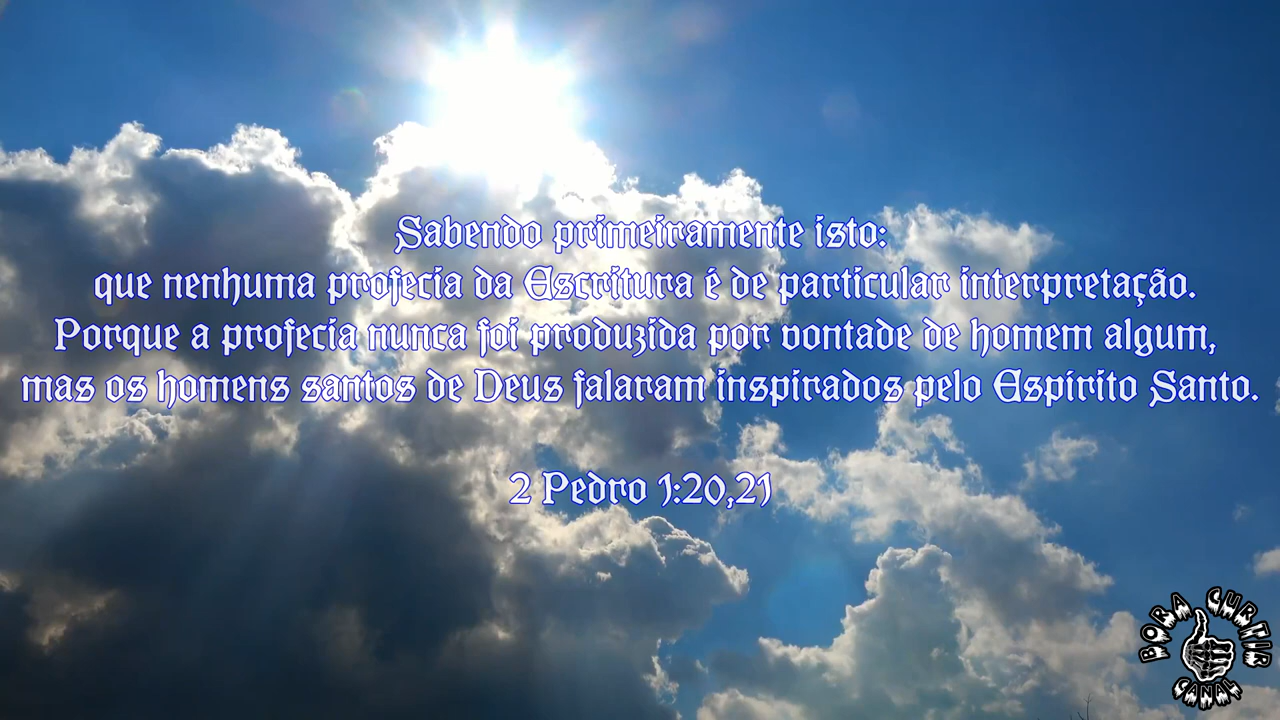 Sabendo primeiramente isto:
que nenhuma profecia da Escritura é de particular interpretação.
Porque a profecia nunca foi produzida por vontade de homem algum,
mas os homens santos de Deus falaram inspirados pelo Espírito Santo.
2 Pedro 1:20,21
BORA CURTIR
CANAL